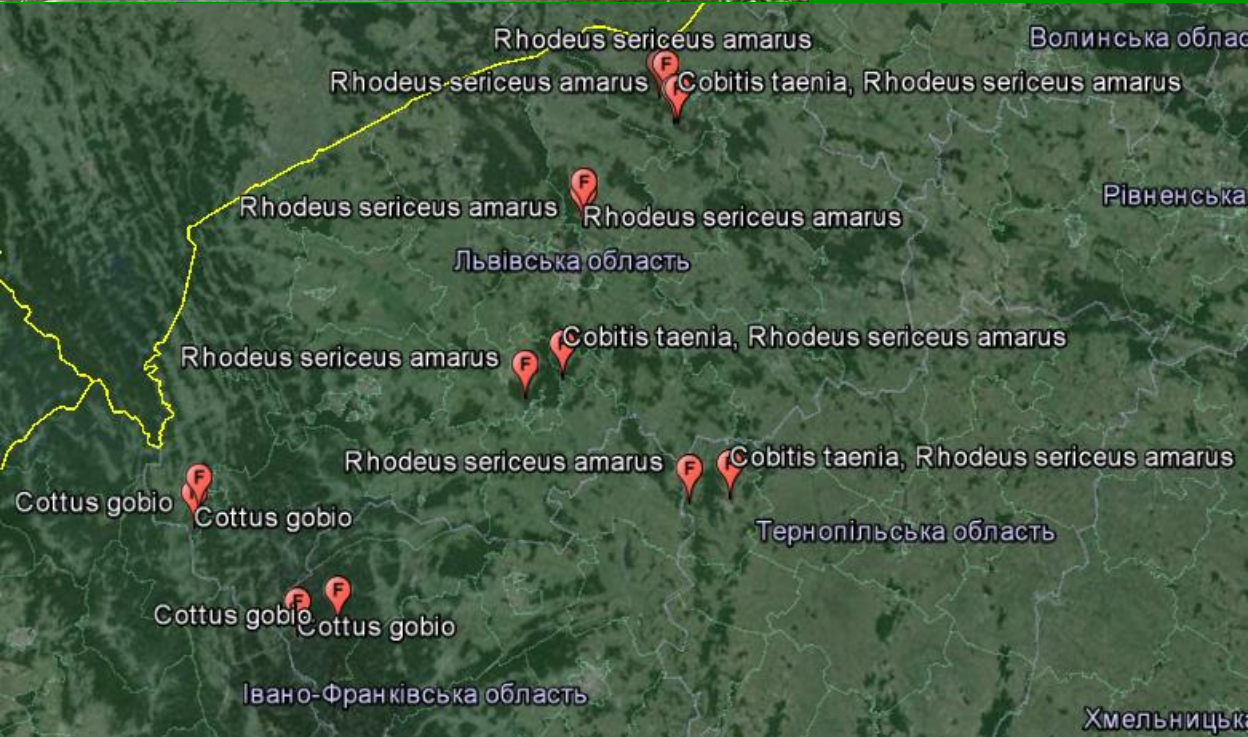 Rhodeus sericeus amarus
Волинська облас
Rhodeus sericeus amarus
Cobitis taenia, Rhodeus sericeus amarus
F
F
Рівненська
Rhodeus sericeus amarus
Rhodeus sericeus amarus
Львівська область
Cobitis taenia, Rhodeus sericeus amarus
Rhodeus sericeus amarus
F
Rhodeus sericeus amarus
F
Cobitis taenia, Rhodeus sericeus amarus
F
Cottus gobio
Cottus gobio
Тернопільська область
F
F
Cottus gobio
Cottus gobio
Івано-Франківська область
Хмельницька